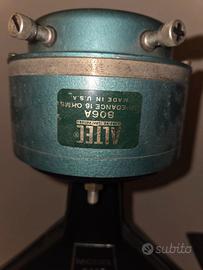 ALTEC
806A
IMPEDANCE 16 OHMS
MADE IN U.S.A.
subito